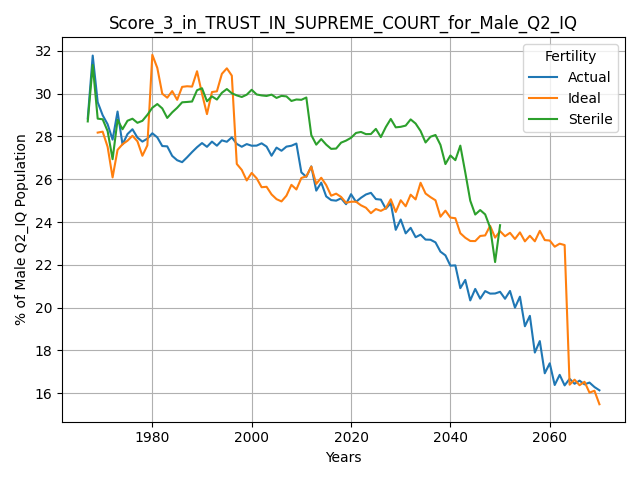 Score_3_in_TRUST_IN_SUPREME_COURT_for_Male_Q2_IQ
Fertility
Actual
Ideal
Sterile
% of Male Q2_IQ Population
32
30
28
26
24
22
20
18
16
1980
2000
2020
2040
2060
Years